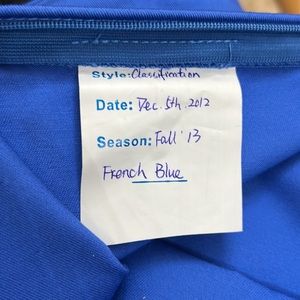 Style: Classification
Date: Dec. 5th, 2012
Season: Fall '13
French Blue